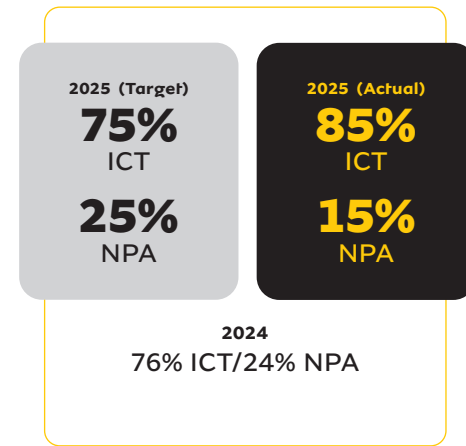 2025 (Target)
75%
ICT
25%
NPA
2025 (Actual)
85%
ICT
15%
NPA
2024
76% ICT/24% NPA